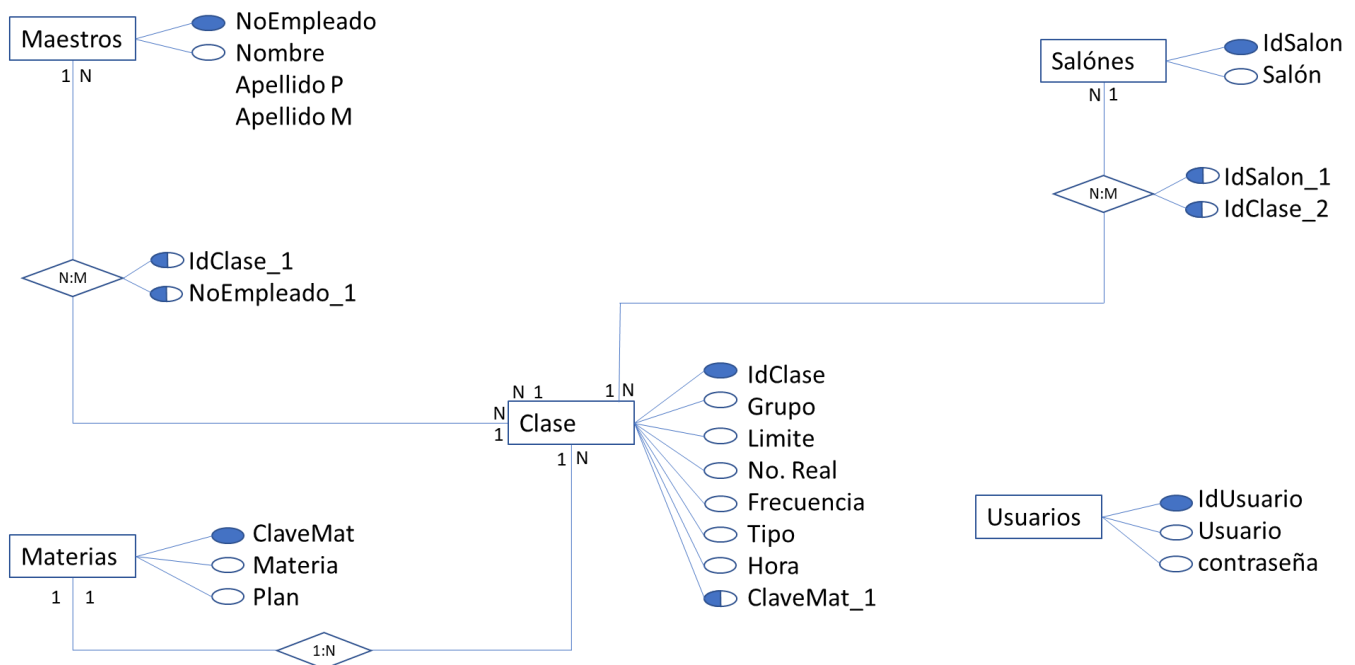 Maestros
NoEmpleado
Nombre
Apellido P
Apellido M
1 N
Salónes
IdSalon
Salón
N 1
N:M
IdSalon_1
IdClase_2
N:M
IdClase_1
NoEmpleado_1
N 1
1 N
N
1
Clase
1 N
IdClase
Grupo
Limite
No. Real
Frecuencia
Tipo
Hora
ClaveMat_1
Usuarios
IdUsuario
Usuario
contraseña
Materias
ClaveMat
Materia
Plan
1 1
1:N